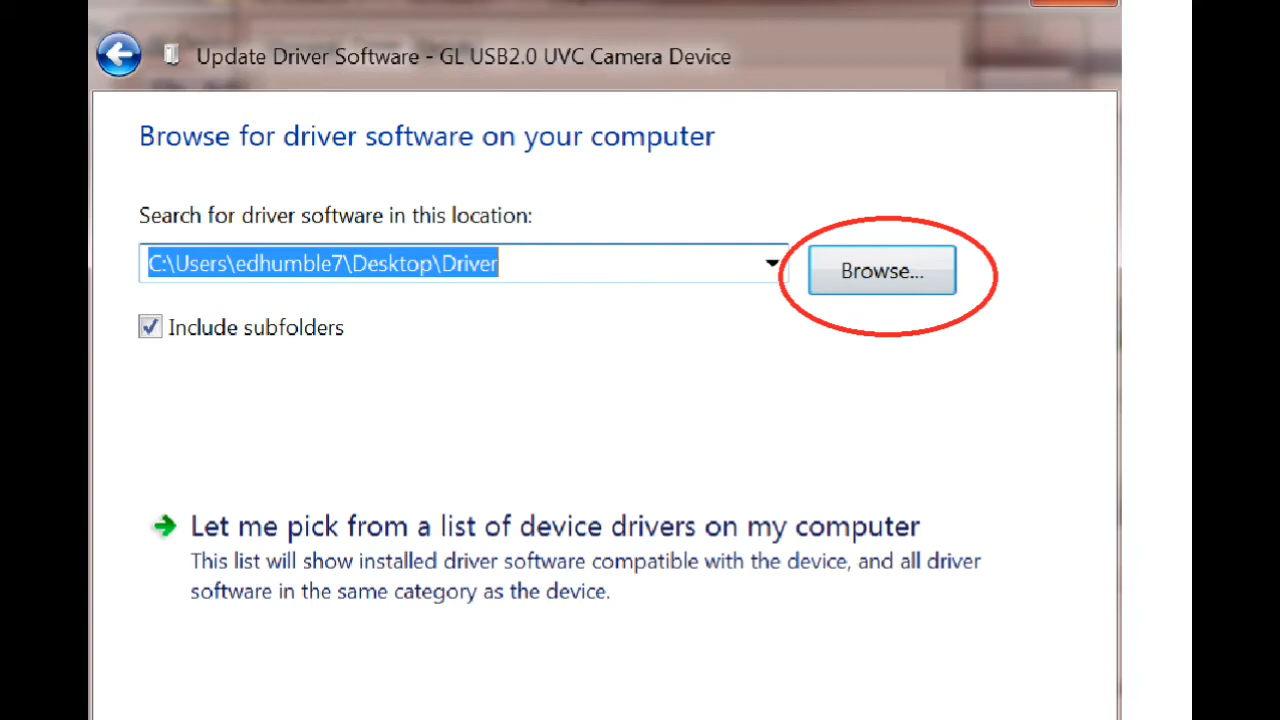 Update Driver Software - GL USB2.0 UVC Camera Device
Browse for driver software on your computer
Search for driver software in this location:
C:\Users\edhumble7\Desktop\Driver
Browse...
Include subfolders
Let me pick from a list of device drivers on my computer
This list will show installed driver software compatible with the device, and all driver
software in the same category as the device.